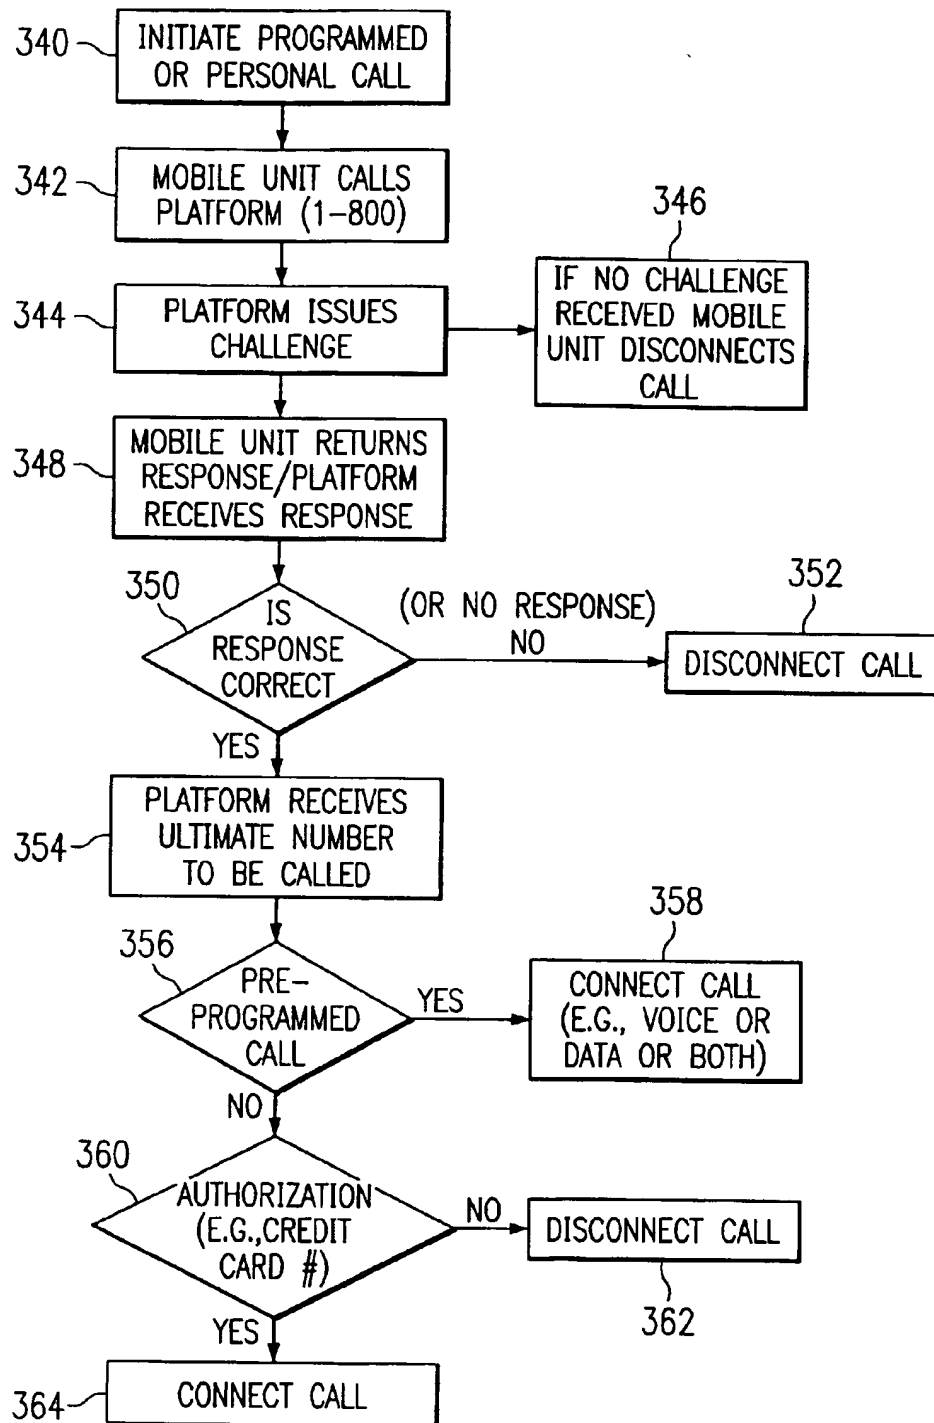 340
INITIATE PROGRAMMED
OR PERSONAL CALL
342
MOBILE UNIT CALLS
PLATFORM (1-800)
344
PLATFORM ISSUES
CHALLENGE
346
IF NO CHALLENGE
RECEIVED MOBILE
UNIT DISCONNECTS
CALL
348
MOBILE UNIT RETURNS
RESPONSE/PLATFORM
RECEIVES RESPONSE
350
IS
RESPONSE
CORRECT
(OR NO RESPONSE)
NO
352
DISCONNECT CALL
YES
354
PLATFORM RECEIVES
ULTIMATE NUMBER
TO BE CALLED
356
PRE-
PROGRAMMED
CALL
YES
358
CONNECT CALL
(E.G., VOICE OR
DATA OR BOTH)
NO
360
AUTHORIZATION
(E.G.,CREDIT
CARD #)
NO
DISCONNECT CALL
362
YES
364
CONNECT CALL